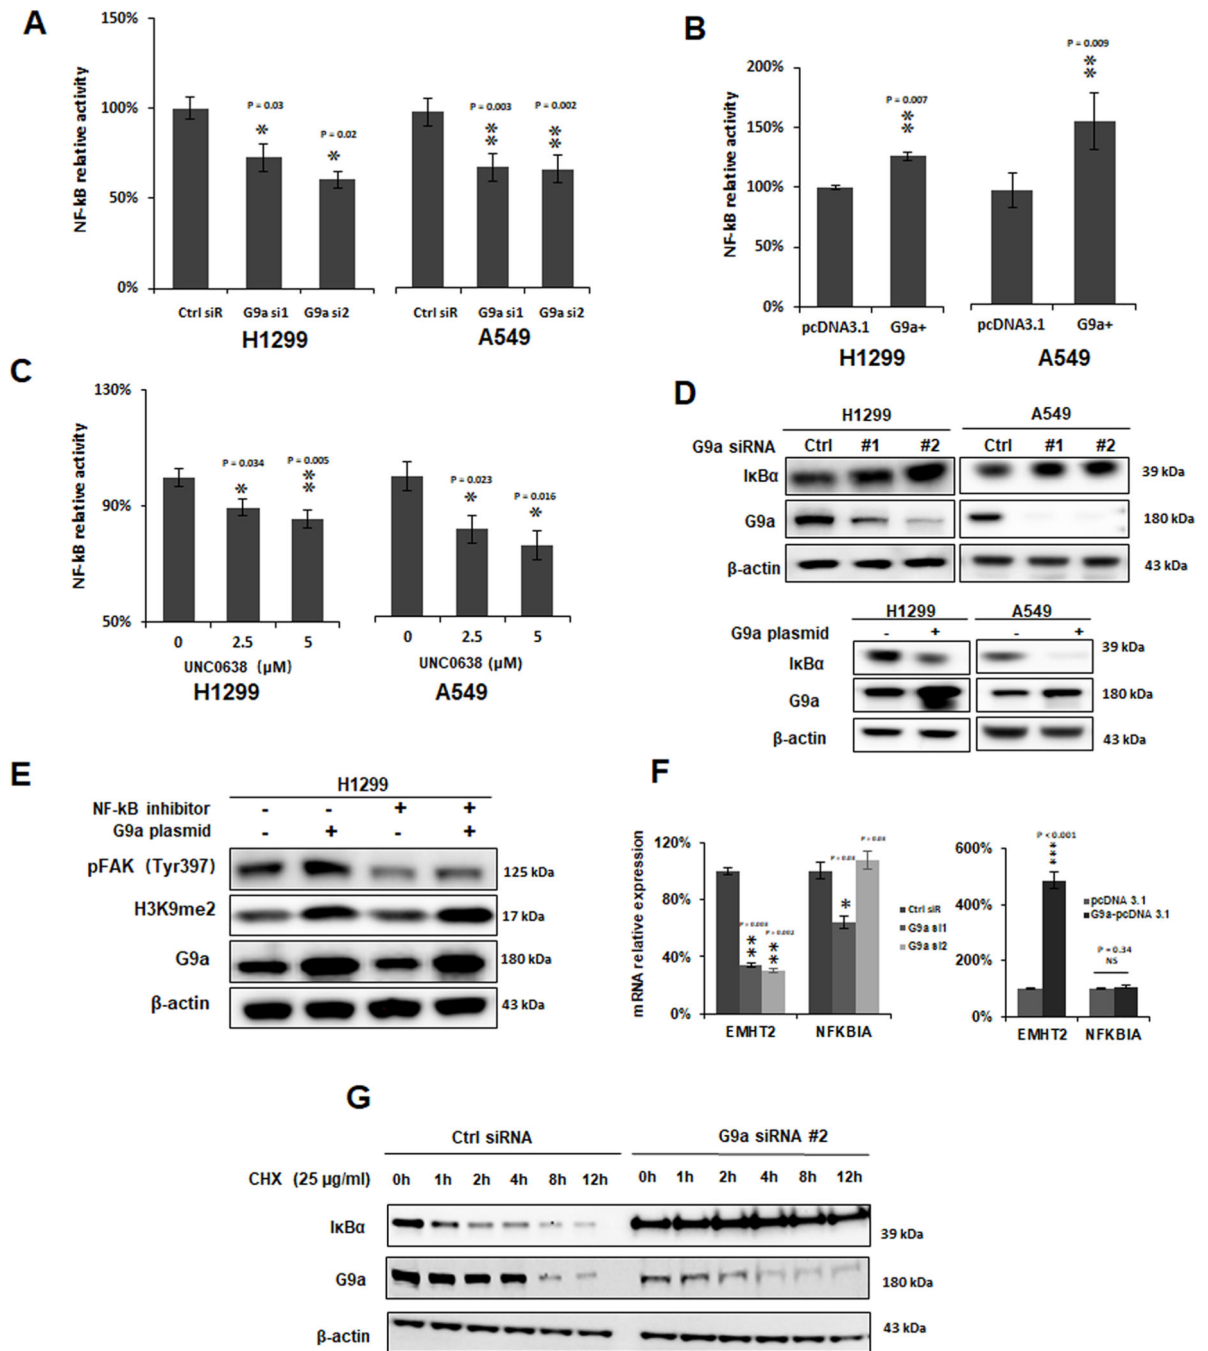 A
150%
100%
50%
0%
NF-kB relative activity
P = 0.03
*
P = 0.02
*
P = 0.003
**
P = 0.002
**
Ctrl siR G9a si1 G9a si2
H1299
Ctrl siR G9a si1 G9a si2
A549
B
200%
150%
100%
50%
0%
NF-kB relative activity
P = 0.007
**
P = 0.009
**
pcDNA3.1 G9a+
H1299
pcDNA3.1 G9a+
A549
C
130%
90%
50%
NF-kB relative activity
P = 0.034
*
P = 0.005
**
P = 0.023
*
P = 0.016
*
0 2.5 5
UNC0638 (μM)
H1299
0 2.5 5
UNC0638 (μM)
A549
D
H1299 A549
G9a siRNA Ctrl #1 #2 Ctrl #1 #2
IκBα 39 kDa
G9a 180 kDa
β-actin 43 kDa
H1299 A549
G9a plasmid - + - +
IκBα 39 kDa
G9a 180 kDa
β-actin 43 kDa
E
H1299
NF-kB inhibitor - - + +
G9a plasmid - + - +
pFAK (Tyr397) 125 kDa
H3K9me2 17 kDa
G9a 180 kDa
β-actin 43 kDa
F
120%
80%
40%
0%
mRNA relative expression
**
P = 0.002
**
*
EMHT2 NFKBIA
Ctrl siR
G9a si1
G9a si2
600%
400%
200%
0%
P < 0.001
***
P = 0.34
NS
pcDNA 3.1
G9a-pcDNA 3.1
EMHT2 NFKBIA
G
Ctrl siRNA G9a siRNA #2
CHX (25 μg/ml) 0h 1h 2h 4h 8h 12h 0h 1h 2h 4h 8h 12h
IκBα 39 kDa
G9a 180 kDa
β-actin 43 kDa